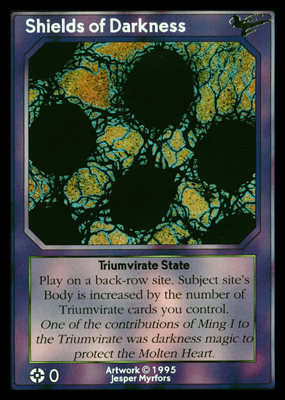 Shields of Darkness
Triumvirate State
Play on a back-row site. Subject site's
Body is increased by the number of
Triumvirate cards you control.
One of the contributions of Ming I to
the Triumvirate was darkness magic to
protect the Molten Heart.
0
Artwork © 1995
Jesper Myrfors